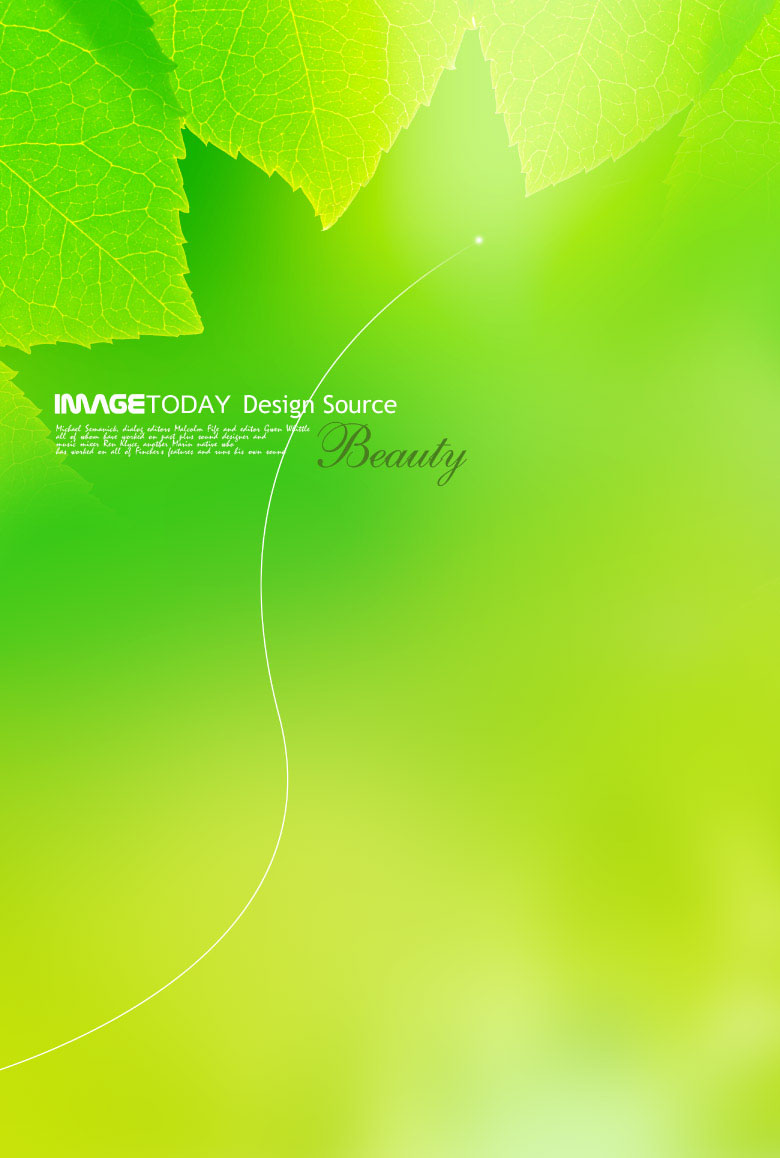 IMAGETODAY Design Source
Michael Semanick, dialog editors Malcolm Fife and editor Gwen Whittle
all of whom have worked on past plus sound designer and
music mixer Ren Klyce, another Marin native who
has worked on all of Fincher's features and runs his own sound
Beauty